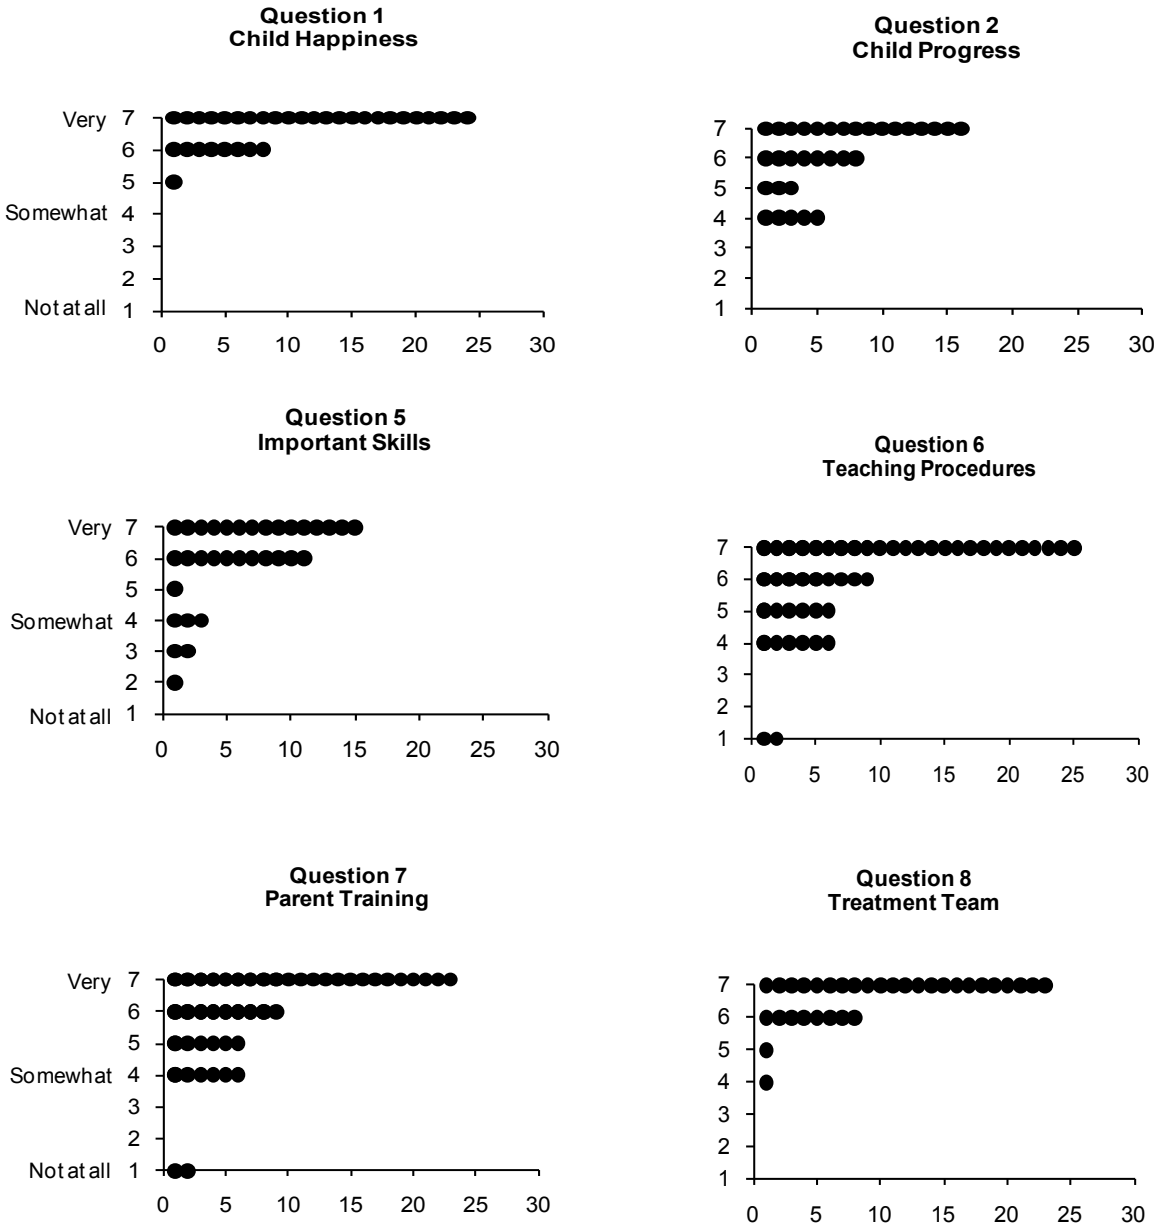 Question 1
Child Happiness
Very 7
6
5
Somewhat 4
3
2
Not at all 1
0 5 10 15 20 25 30
Question 2
Child Progress
7
6
5
4
3
2
1
0 5 10 15 20 25 30
Question 5
Important Skills
Very 7
6
5
Somewhat 4
3
2
Not at all 1
0 5 10 15 20 25 30
Question 6
Teaching Procedures
7
6
5
4
3
2
1
0 5 10 15 20 25 30
Question 7
Parent Training
Very 7
6
5
Somewhat 4
3
2
Not at all 1
0 5 10 15 20 25 30
Question 8
Treatment Team
7
6
5
4
3
2
1
0 5 10 15 20 25 30